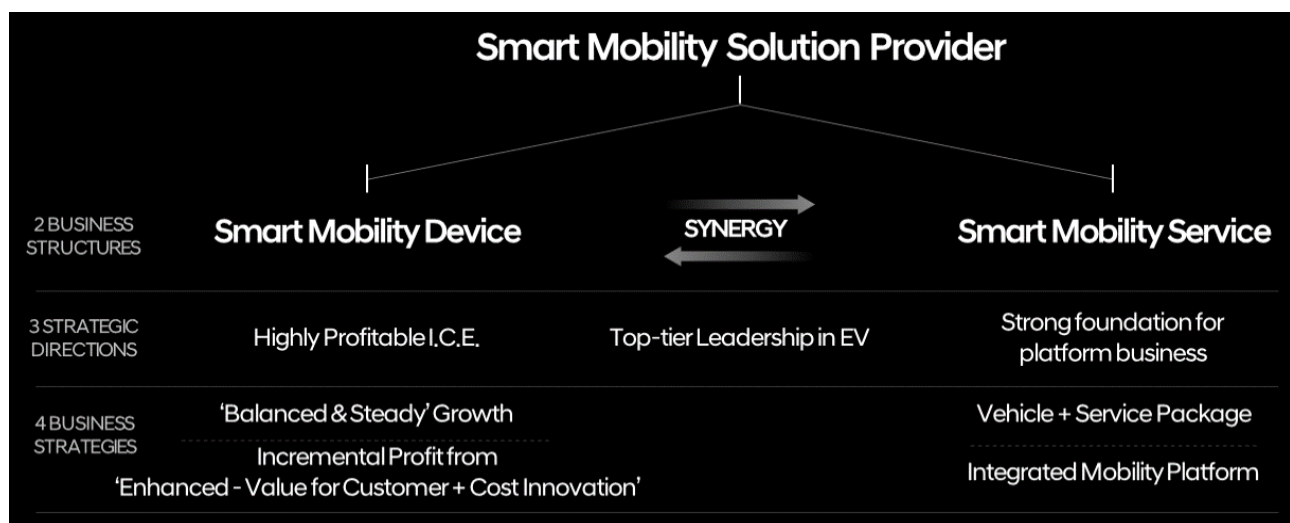 Smart Mobility Solution Provider
2 BUSINESS
STRUCTURES
Smart Mobility Device
SYNERGY
Smart Mobility Service
3 STRATEGIC
DIRECTIONS
Highly Profitable I.C.E.
Top-tier Leadership in EV
Strong foundation for
platform business
4 BUSINESS
STRATEGIES
‘Balanced & Steady’ Growth
Incremental Profit from
‘Enhanced - Value for Customer + Cost Innovation’
Vehicle + Service Package
Integrated Mobility Platform